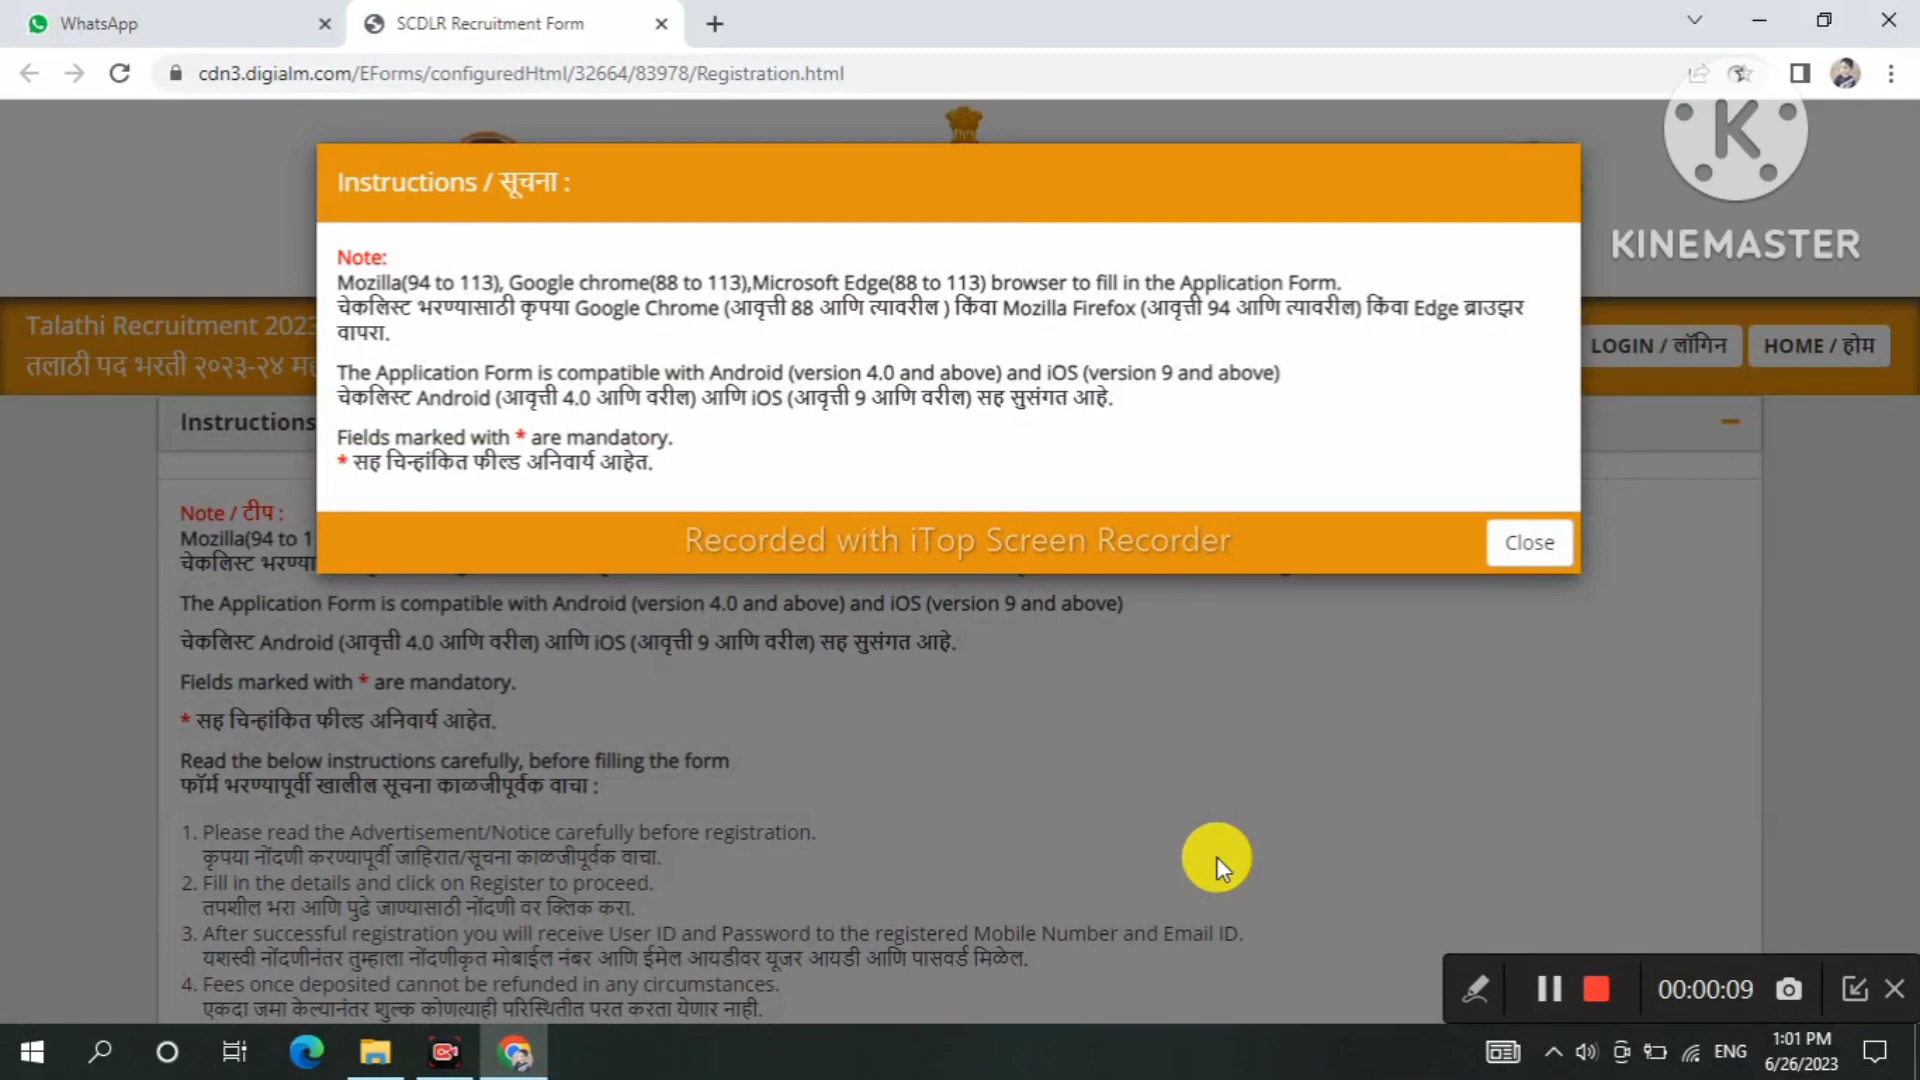 WhatsApp
SCDLR Recruitment Form
cdn3.digialm.com/EForms/configuredHtml/32664/83978/Registration.html
K
KINEMASTER
Instructions / सूचना :
Note:
Mozilla(94 to 113), Google chrome(88 to 113),Microsoft Edge(88 to 113) browser to fill in the Application Form.
चेकलिस्ट भरण्यासाठी कृपया Google Chrome (आवृत्ती 88 आणि त्यावरील ) किंवा Mozilla Firefox (आवृत्ती 94 आणि त्यावरील) किंवा Edge ब्राउझर
वापरा.
The Application Form is compatible with Android (version 4.0 and above) and iOS (version 9 and above)
चेकलिस्ट Android (आवृत्ती 4.0 आणि वरील) आणि iOS (आवृत्ती 9 आणि वरील) सह सुसंगत आहे.
Fields marked with * are mandatory.
* सह चिन्हांकित फील्ड अनिवार्य आहेत.
Recorded with iTop Screen Recorder
Close
Talathi Recruitment 2023
तलाठी पद भरती २०२३-२४
LOGIN / लॉगिन
HOME / होम
Instructions
Note / टीप :
Mozilla(94 to 1
चेकलिस्ट भरण्या
The Application Form is compatible with Android (version 4.0 and above) and iOS (version 9 and above)
चेकलिस्ट Android (आवृत्ती 4.0 आणि वरील) आणि iOS (आवृत्ती 9 आणि वरील) सह सुसंगत आहे.
Fields marked with * are mandatory.
* सह चिन्हांकित फील्ड अनिवार्य आहेत.
Read the below instructions carefully, before filling the form
फॉर्म भरण्यापूर्वी खालील सूचना काळजीपूर्वक वाचा :
1. Please read the Advertisement/Notice carefully before registration.
कृपया नोंदणी करण्यापूर्वी जाहिरात/सूचना काळजीपूर्वक वाचा.
2. Fill in the details and click on Register to proceed.
तपशील भरा आणि पुढे जाण्यासाठी नोंदणी वर क्लिक करा.
3. After successful registration you will receive User ID and Password to the registered Mobile Number and Email ID.
यशस्वी नोंदणीनंतर तुम्हाला नोंदणीकृत मोबाईल नंबर आणि ईमेल आयडीवर यूजर आयडी आणि पासवर्ड मिळेल.
4. Fees once deposited cannot be refunded in any circumstances.
एकदा जमा केल्यानंतर शुल्क कोणत्याही परिस्थितीत परत करता येणार नाही.
00:00:09
ENG
1:01 PM
6/26/2023